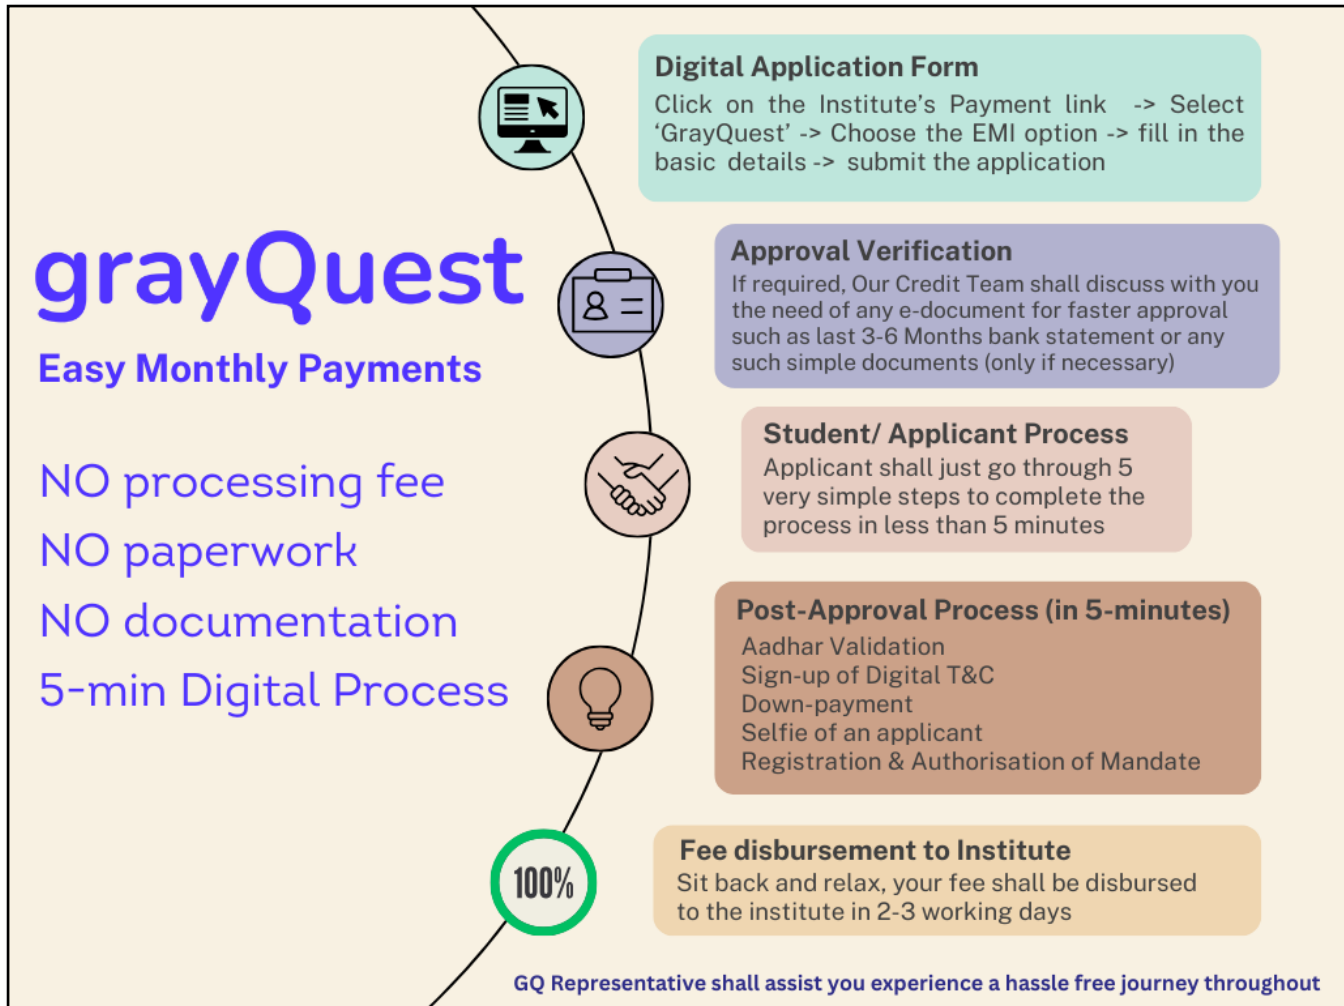 grayQuest
Easy Monthly Payments
NO processing fee
NO paperwork
NO documentation
5-min Digital Process
Digital Application Form
Click on the Institute's Payment link -> Select
'GrayQuest' -> Choose the EMI option -> fill in the
basic details -> submit the application
Approval Verification
If required, Our Credit Team shall discuss with you
the need of any e-document for faster approval
such as last 3-6 Months bank statement or any
such simple documents (only if necessary)
Student/ Applicant Process
Applicant shall just go through 5
very simple steps to complete the
process in less than 5 minutes
Post-Approval Process (in 5-minutes)
Aadhar Validation
Sign-up of Digital T&C
Down-payment
Selfie of an applicant
Registration & Authorisation of Mandate
100%
Fee disbursement to Institute
Sit back and relax, your fee shall be disbursed
to the institute in 2-3 working days
GQ Representative shall assist you experience a hassle free journey throughout